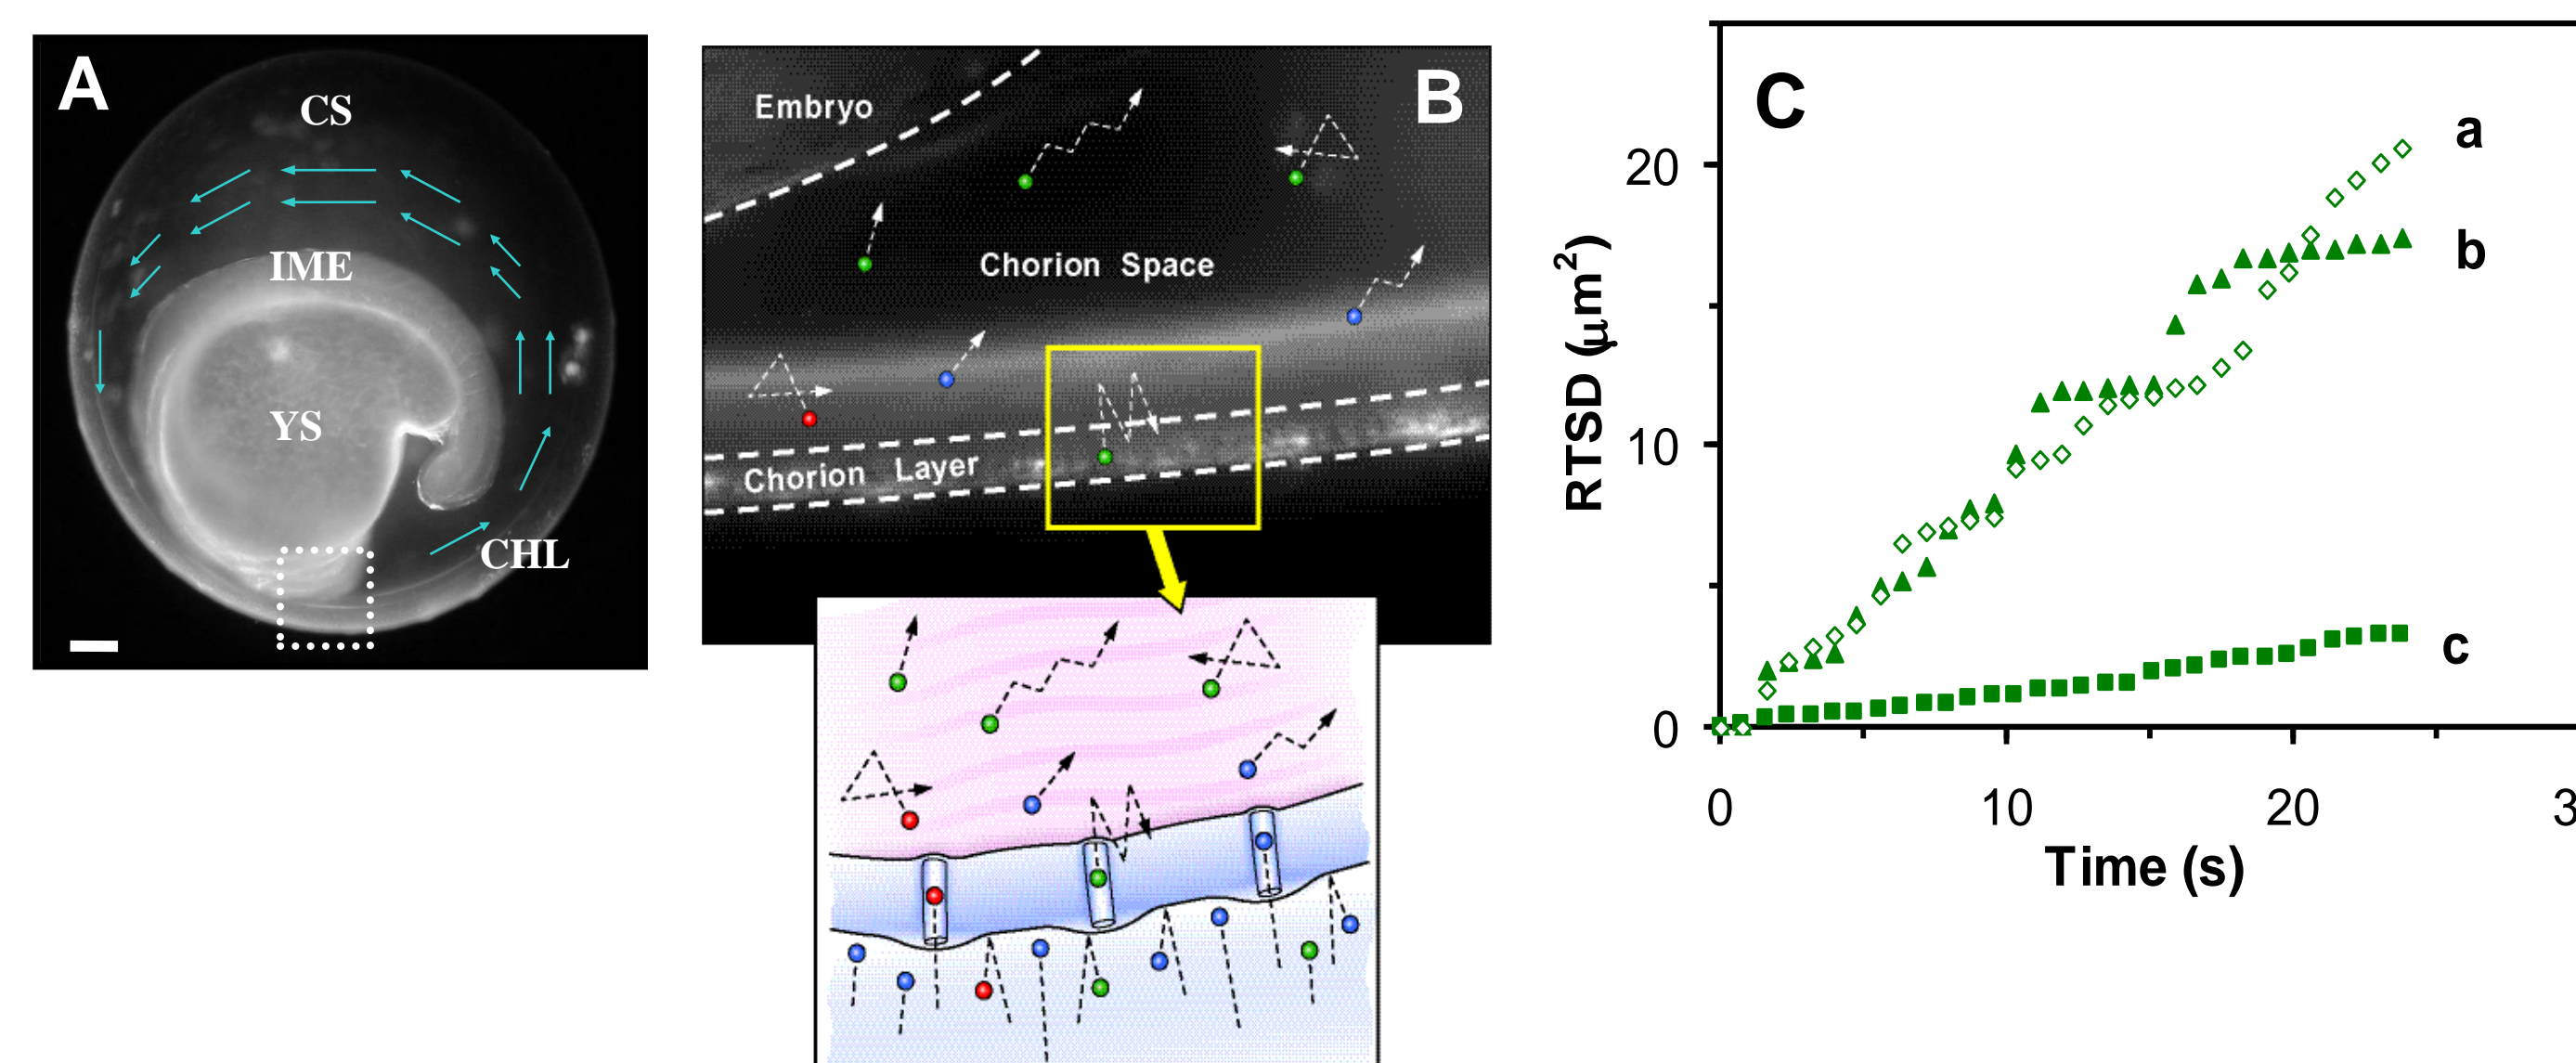 A
CS
IME
YS
CHL
B
Embryo
Chorion Space
Chorion Layer
C
RTSD (μm²)
20
10
0
a
b
c
0
10
20
3
Time (s)